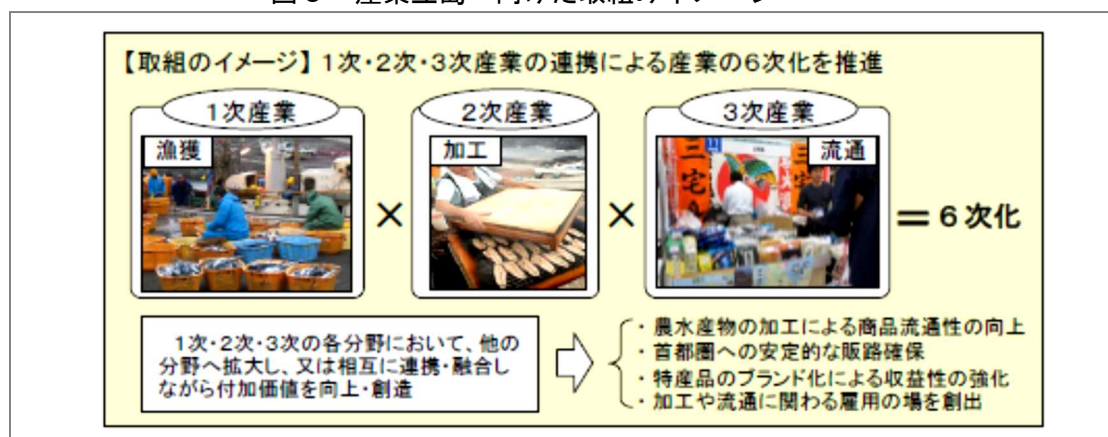 【取組のイメージ】1次・2次・3次産業の連携による産業の6次化を推進
1次産業
2次産業
3次産業
漁獲
加工
流通
三宅
×
×
＝6次化
1次・2次・3次の各分野において、他の
分野へ拡大し、又は相互に連携・融合し
ながら付加価値を向上・創造
・農水産物の加工による商品流通性の向上
・首都圏への安定的な販路確保
・特産品のブランド化による収益性の強化
・加工や流通に関わる雇用の場を創出